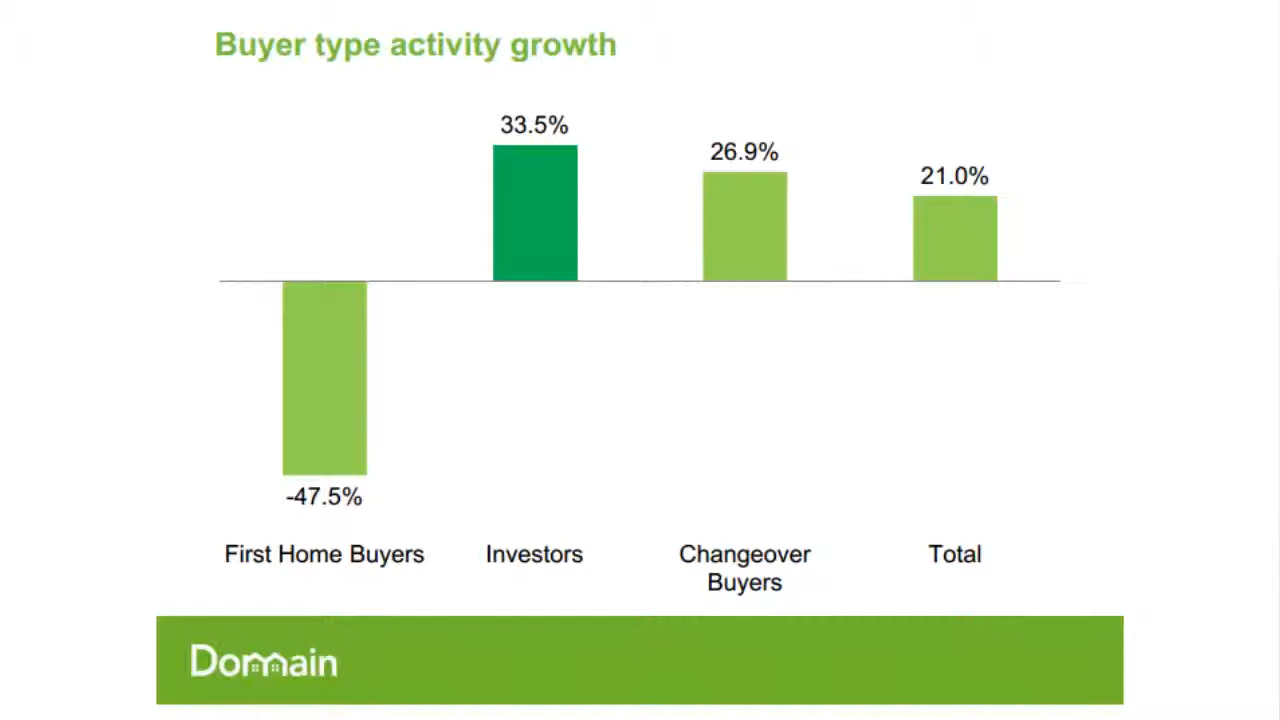 Buyer type activity growth
33.5%
26.9%
21.0%
-47.5%
First Home Buyers
Investors
Changeover
Buyers
Total
Domain